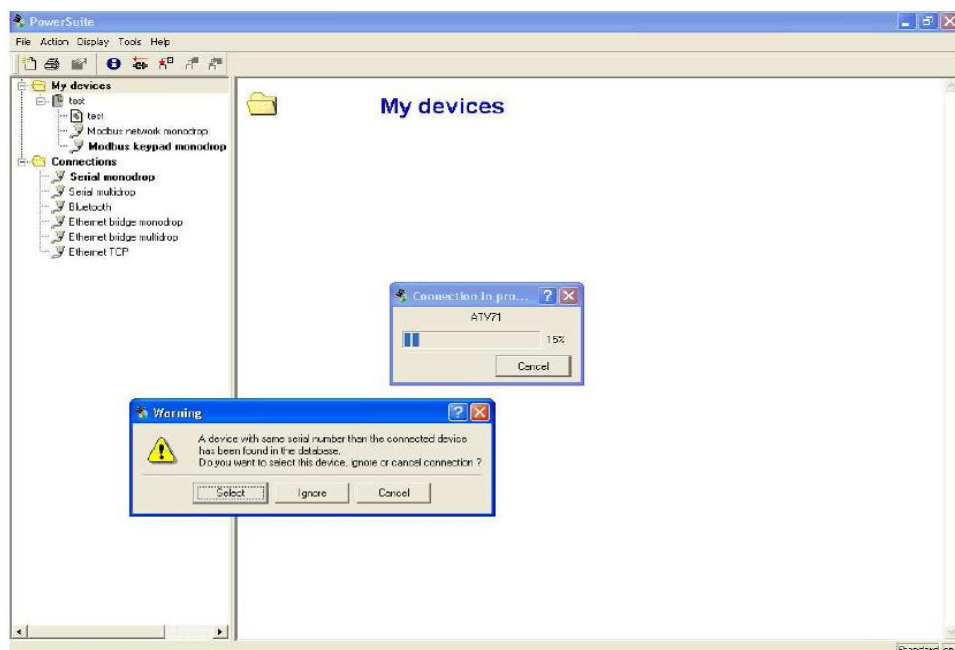 PowerSuite
File Action Display Tools Help
My devices
test
test
Modbus network monodrop
Modbus keypad monodrop
Connections
Serial monodrop
Serial multidrop
Bluetooth
Ethernet bridge monodrop
Ethernet bridge multidrop
Ethernet TCP
My devices
Connection in pro...
ATV71
15%
Cancel
Warning
A device with same serial number than the connected device
has been found in the database.
Do you want to select this device, ignore or cancel connection ?
Select Ignore Cancel